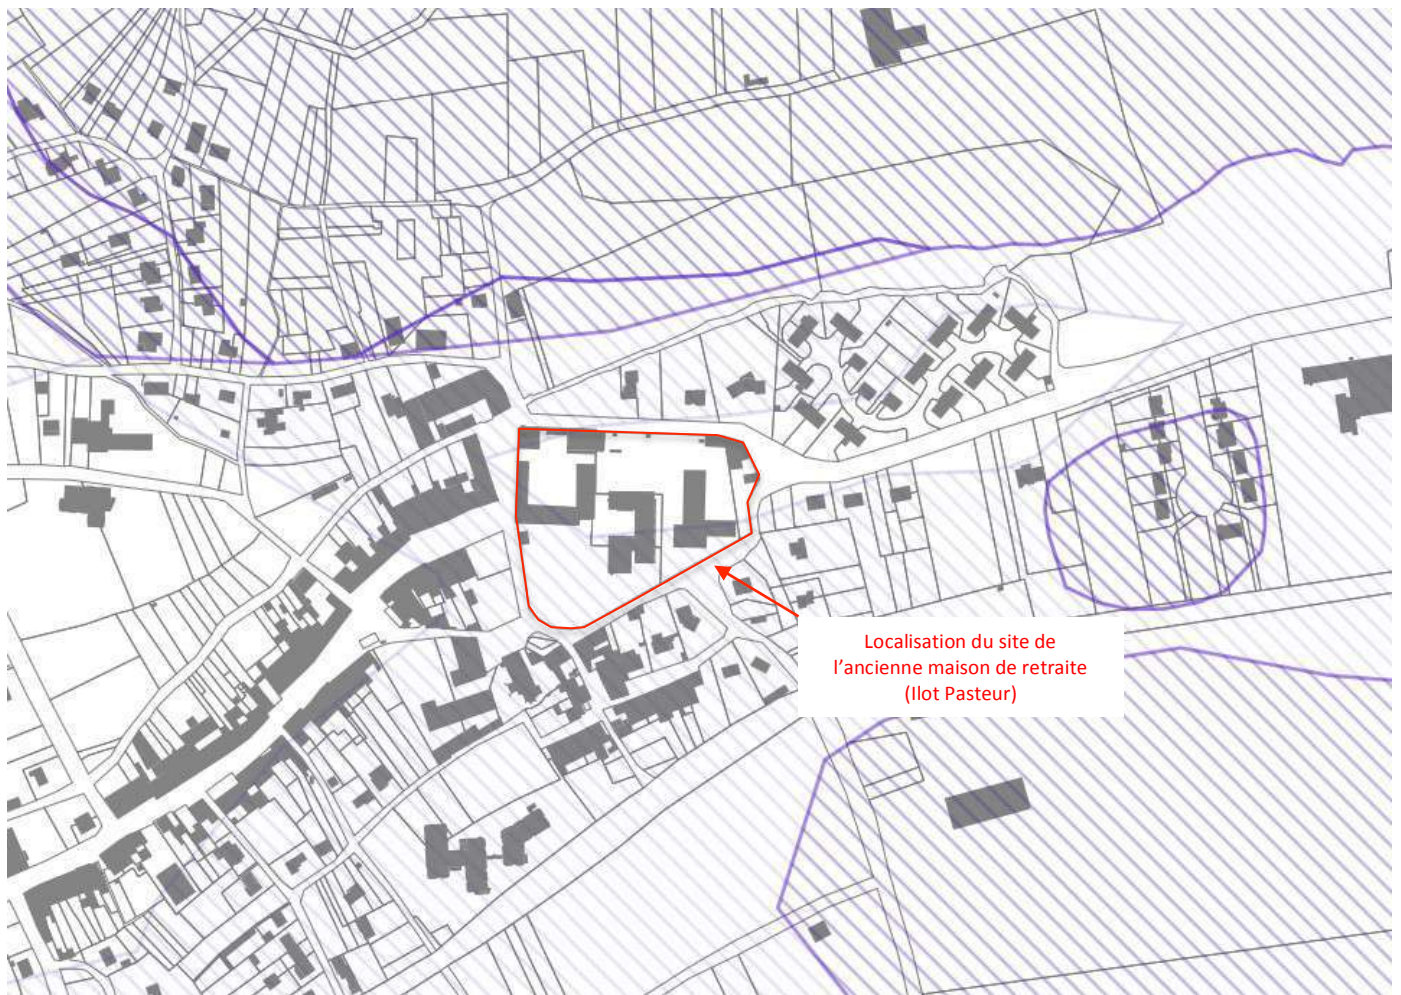 Localisation du site de
l’ancienne maison de retraite
(Ilot Pasteur)